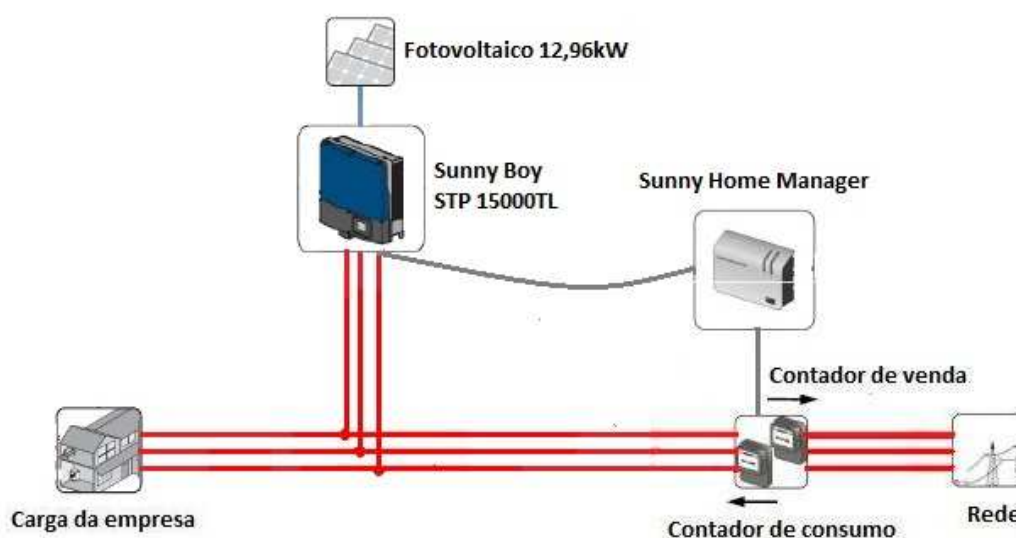 Fotovoltaico 12,96kW
Sunny Boy
STP 15000TL
Sunny Home Manager
Contador de venda
Carga da empresa
Contador de consumo
Rede